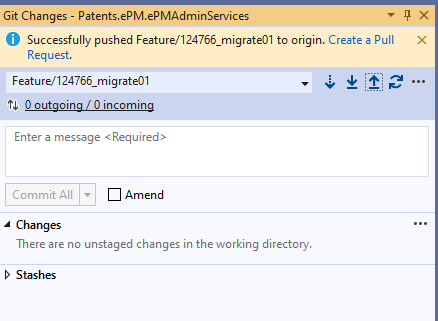 Git Changes - Patents.ePM.ePMAdminServices
Successfully pushed Feature/124766_migrate01 to origin. Create a Pull
Request.
Feature/124766_migrate01
0 outgoing / 0 incoming
Enter a message <Required>
Commit All
Amend
Changes
There are no unstaged changes in the working directory.
Stashes